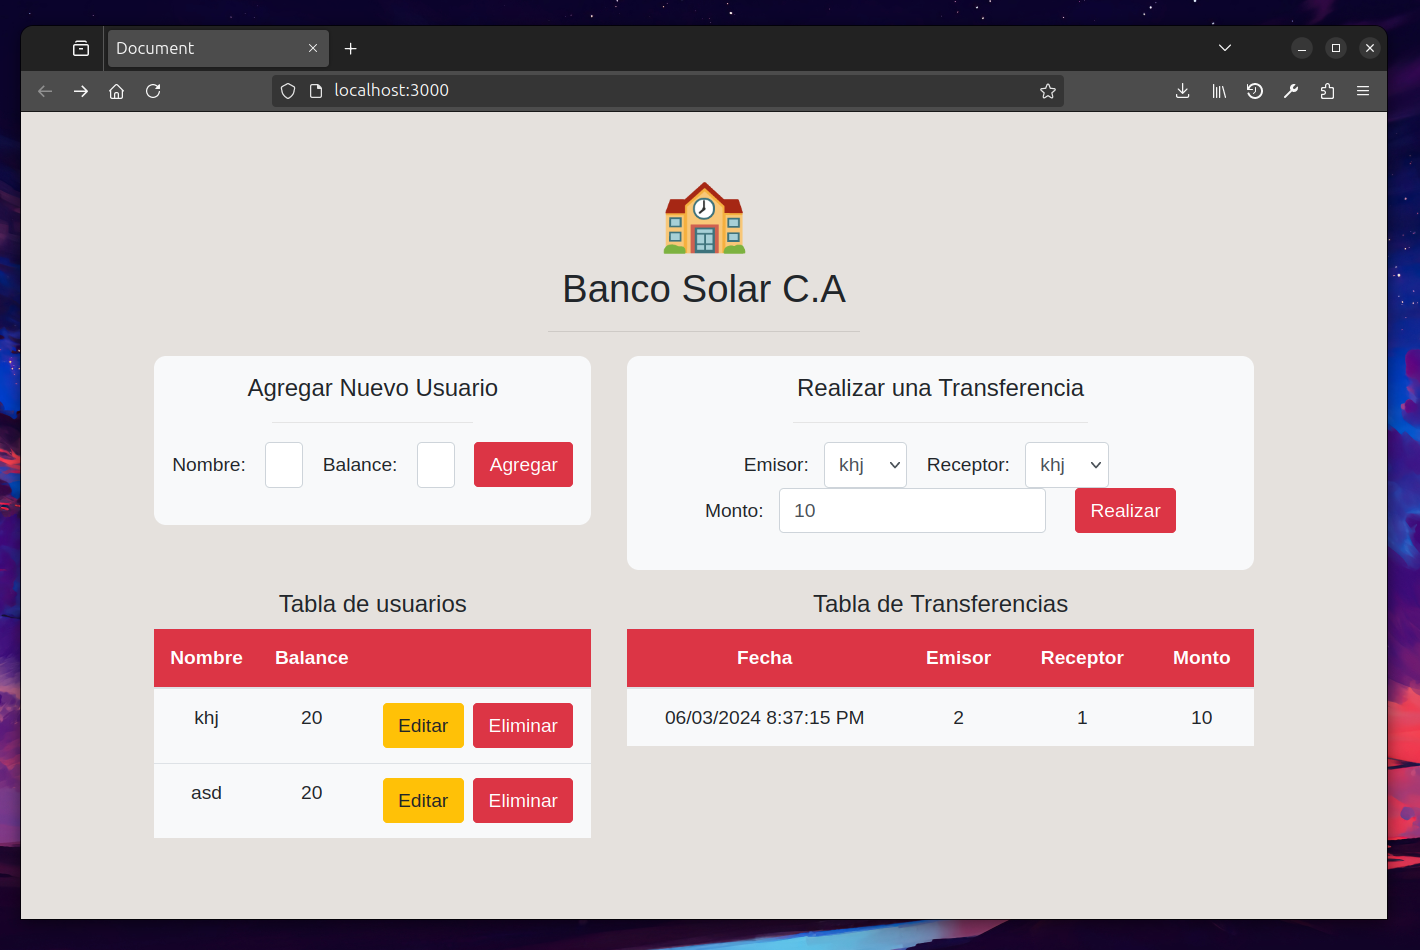 Document
localhost:3000
Banco Solar C.A
Agregar Nuevo Usuario
Nombre: Balance: Agregar
Realizar una Transferencia
Emisor: khj Receptor: khj
Monto: 10 Realizar
Tabla de usuarios
Nombre Balance
khj 20 Editar Eliminar
asd 20 Editar Eliminar
Tabla de Transferencias
Fecha Emisor Receptor Monto
06/03/2024 8:37:15 PM 2 1 10